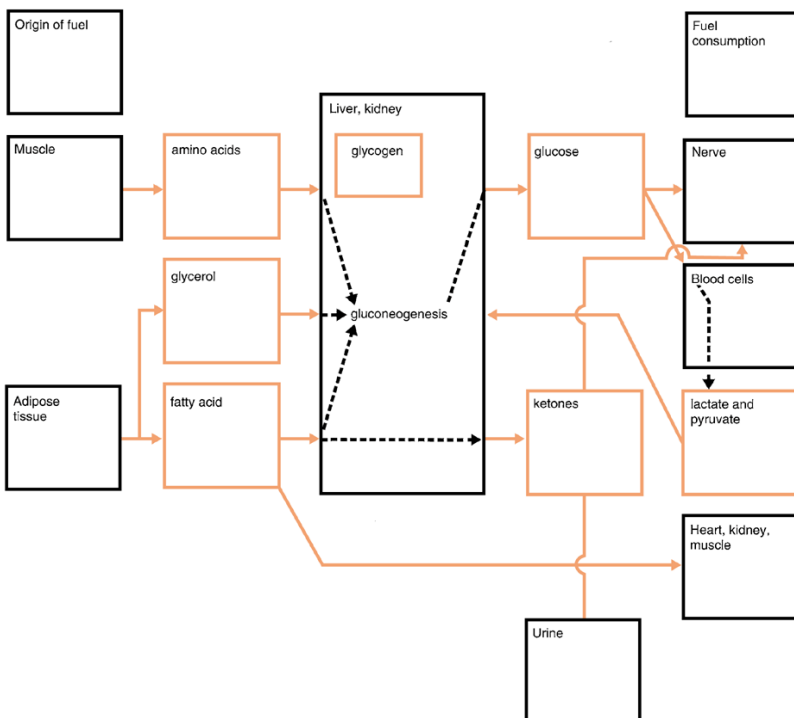 Origin of fuel
Fuel
consumption
Liver, kidney
Muscle
amino acids
glycogen
glucose
Nerve
glycerol
gluconeogenesis
Blood cells
Adipose
tissue
fatty acid
ketones
lactate and
pyruvate
Heart, kidney,
muscle
Urine